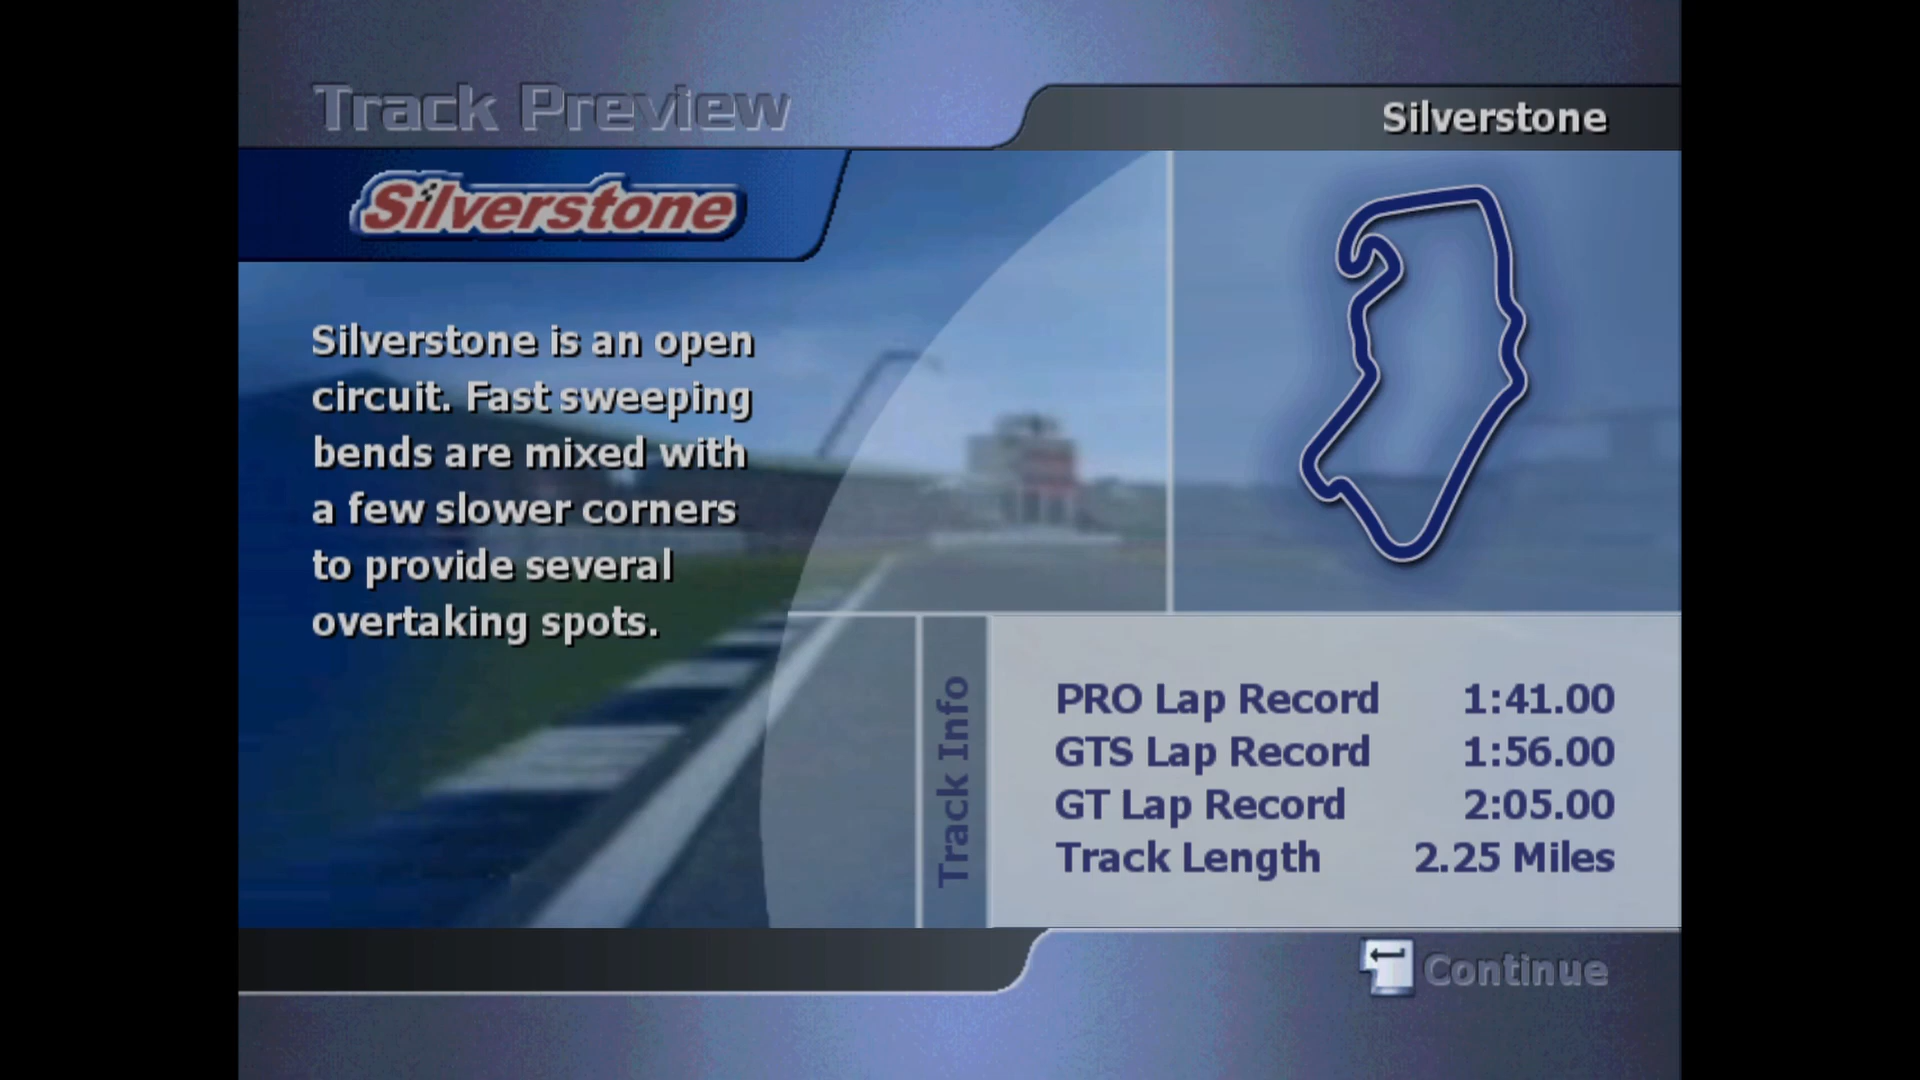 Track Preview
Silverstone
Silverstone
Silverstone is an open
circuit. Fast sweeping
bends are mixed with
a few slower corners
to provide several
overtaking spots.
Track Info
PRO Lap Record 1:41.00
GTS Lap Record 1:56.00
GT Lap Record 2:05.00
Track Length 2.25 Miles
Continue